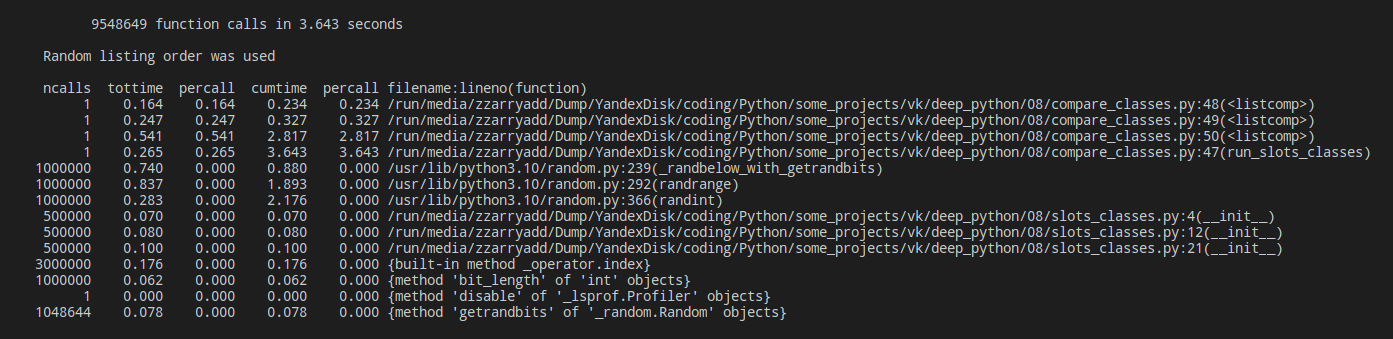 9548649 function calls in 3.643 seconds
Random listing order was used
ncalls tottime percall cumtime percall filename:lineno(function)
1 0.164 0.164 0.234 0.234 /run/media/zzarryadd/Dump/YandexDisk/coding/Python/some_projects/vk/deep_python/08/compare_classes.py:48(<listcomp>)
1 0.247 0.247 0.327 0.327 /run/media/zzarryadd/Dump/YandexDisk/coding/Python/some_projects/vk/deep_python/08/compare_classes.py:49(<listcomp>)
1 0.541 0.541 2.817 2.817 /run/media/zzarryadd/Dump/YandexDisk/coding/Python/some_projects/vk/deep_python/08/compare_classes.py:50(<listcomp>)
1 0.265 0.265 3.643 3.643 /run/media/zzarryadd/Dump/YandexDisk/coding/Python/some_projects/vk/deep_python/08/compare_classes.py:47(run_slots_classes)
1000000 0.740 0.000 0.880 0.000 /usr/lib/python3.10/random.py:239(_randbelow_with_getrandbits)
1000000 0.837 0.000 1.893 0.000 /usr/lib/python3.10/random.py:292(randrange)
1000000 0.283 0.000 2.176 0.000 /usr/lib/python3.10/random.py:366(randint)
500000 0.070 0.000 0.070 0.000 /run/media/zzarryadd/Dump/YandexDisk/coding/Python/some_projects/vk/deep_python/08/slots_classes.py:4(__init__)
500000 0.080 0.000 0.080 0.000 /run/media/zzarryadd/Dump/YandexDisk/coding/Python/some_projects/vk/deep_python/08/slots_classes.py:12(__init__)
500000 0.100 0.000 0.100 0.000 /run/media/zzarryadd/Dump/YandexDisk/coding/Python/some_projects/vk/deep_python/08/slots_classes.py:21(__init__)
3000000 0.176 0.000 0.176 0.000 {built-in method _operator.index}
1000000 0.062 0.000 0.062 0.000 {method 'bit_length' of 'int' objects}
1 0.000 0.000 0.000 0.000 {method 'disable' of '_lsprof.Profiler' objects}
1048644 0.078 0.000 0.078 0.000 {method 'getrandbits' of '_random.Random' objects}